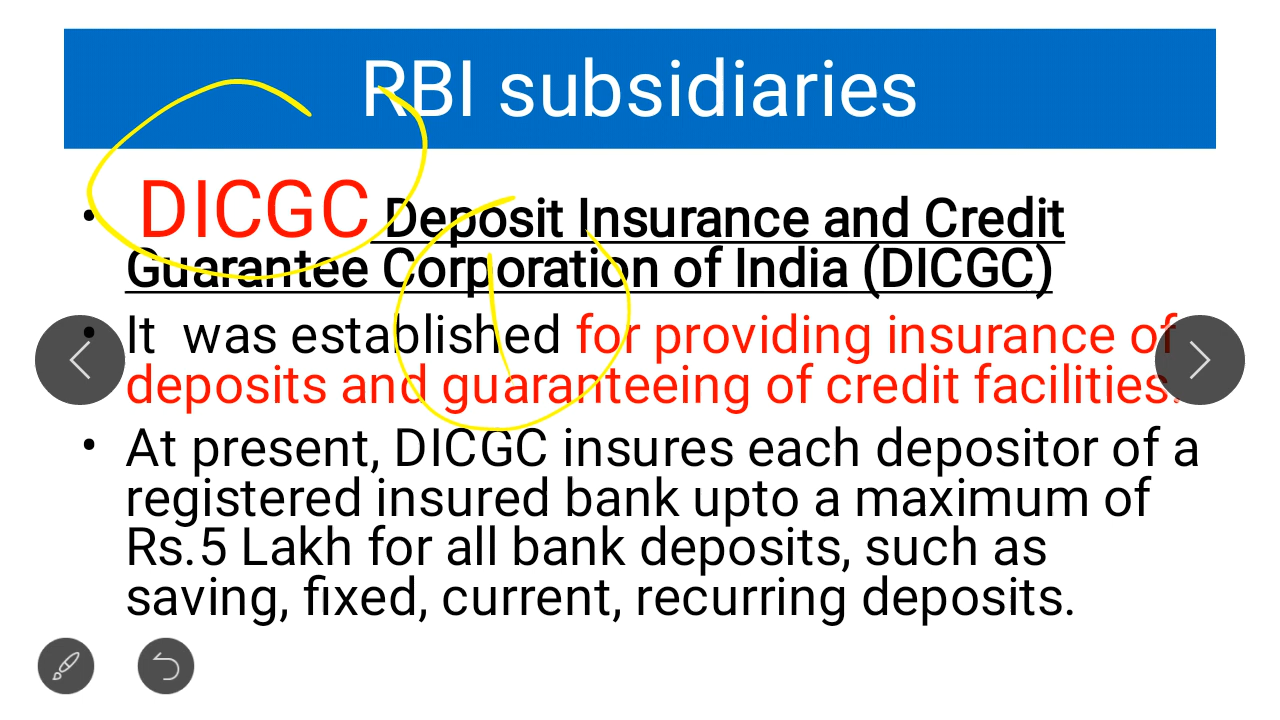 RBI subsidiaries
• DICGC Deposit Insurance and Credit
Guarantee Corporation of India (DICGC)
• It was established for providing insurance of
deposits and guaranteeing of credit facilities.
• At present, DICGC insures each depositor of a
registered insured bank upto a maximum of
Rs.5 Lakh for all bank deposits, such as
saving, fixed, current, recurring deposits.